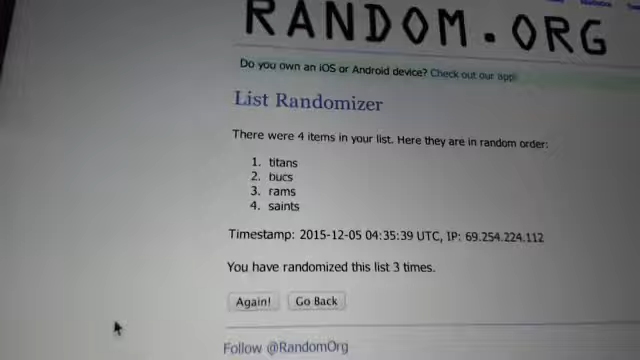 RANDOM.ORG
Do you own an iOS or Android device? Check out our app!
List Randomizer
There were 4 items in your list. Here they are in random order:
1. titans
2. bucs
3. rams
4. saints
Timestamp: 2015-12-05 04:35:39 UTC, IP: 69.254.224.112
You have randomized this list 3 times.
Again! Go Back
Follow @RandomOrg